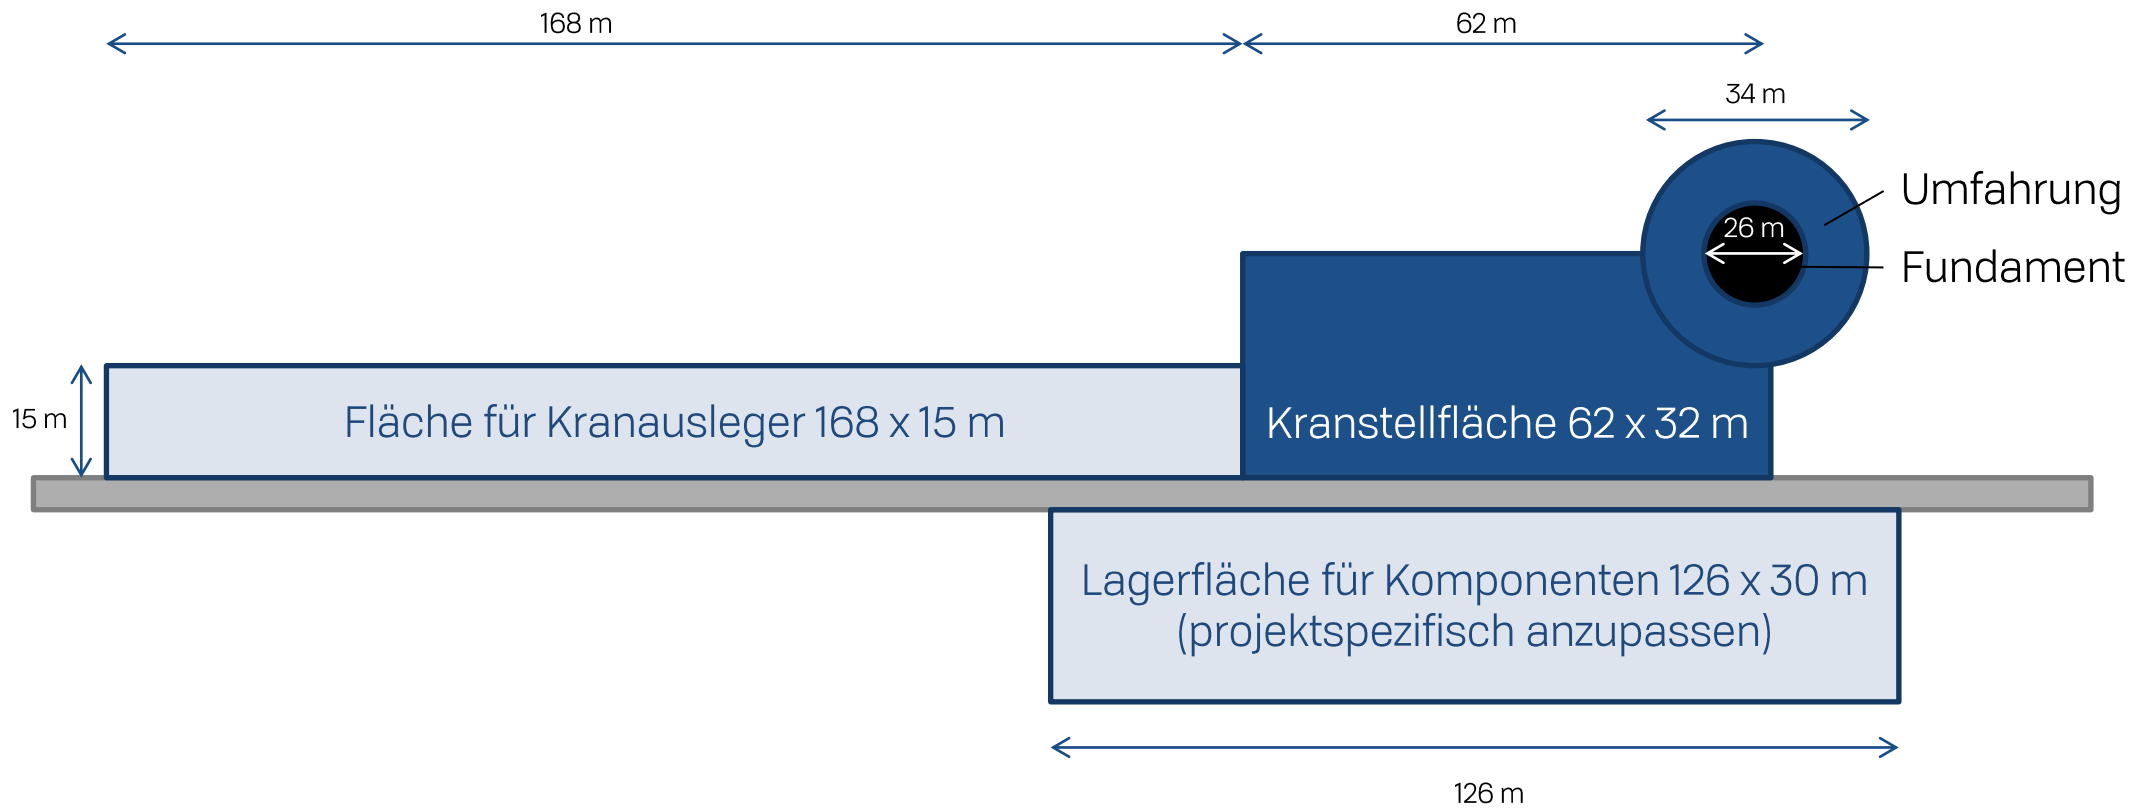 168 m
62 m
34 m
Umfahrung
26 m
Fundament
15 m
Fläche für Kranausleger 168 x 15 m
Kranstellfläche 62 x 32 m
Lagerfläche für Komponenten 126 x 30 m
(projektspezifisch anzupassen)
126 m